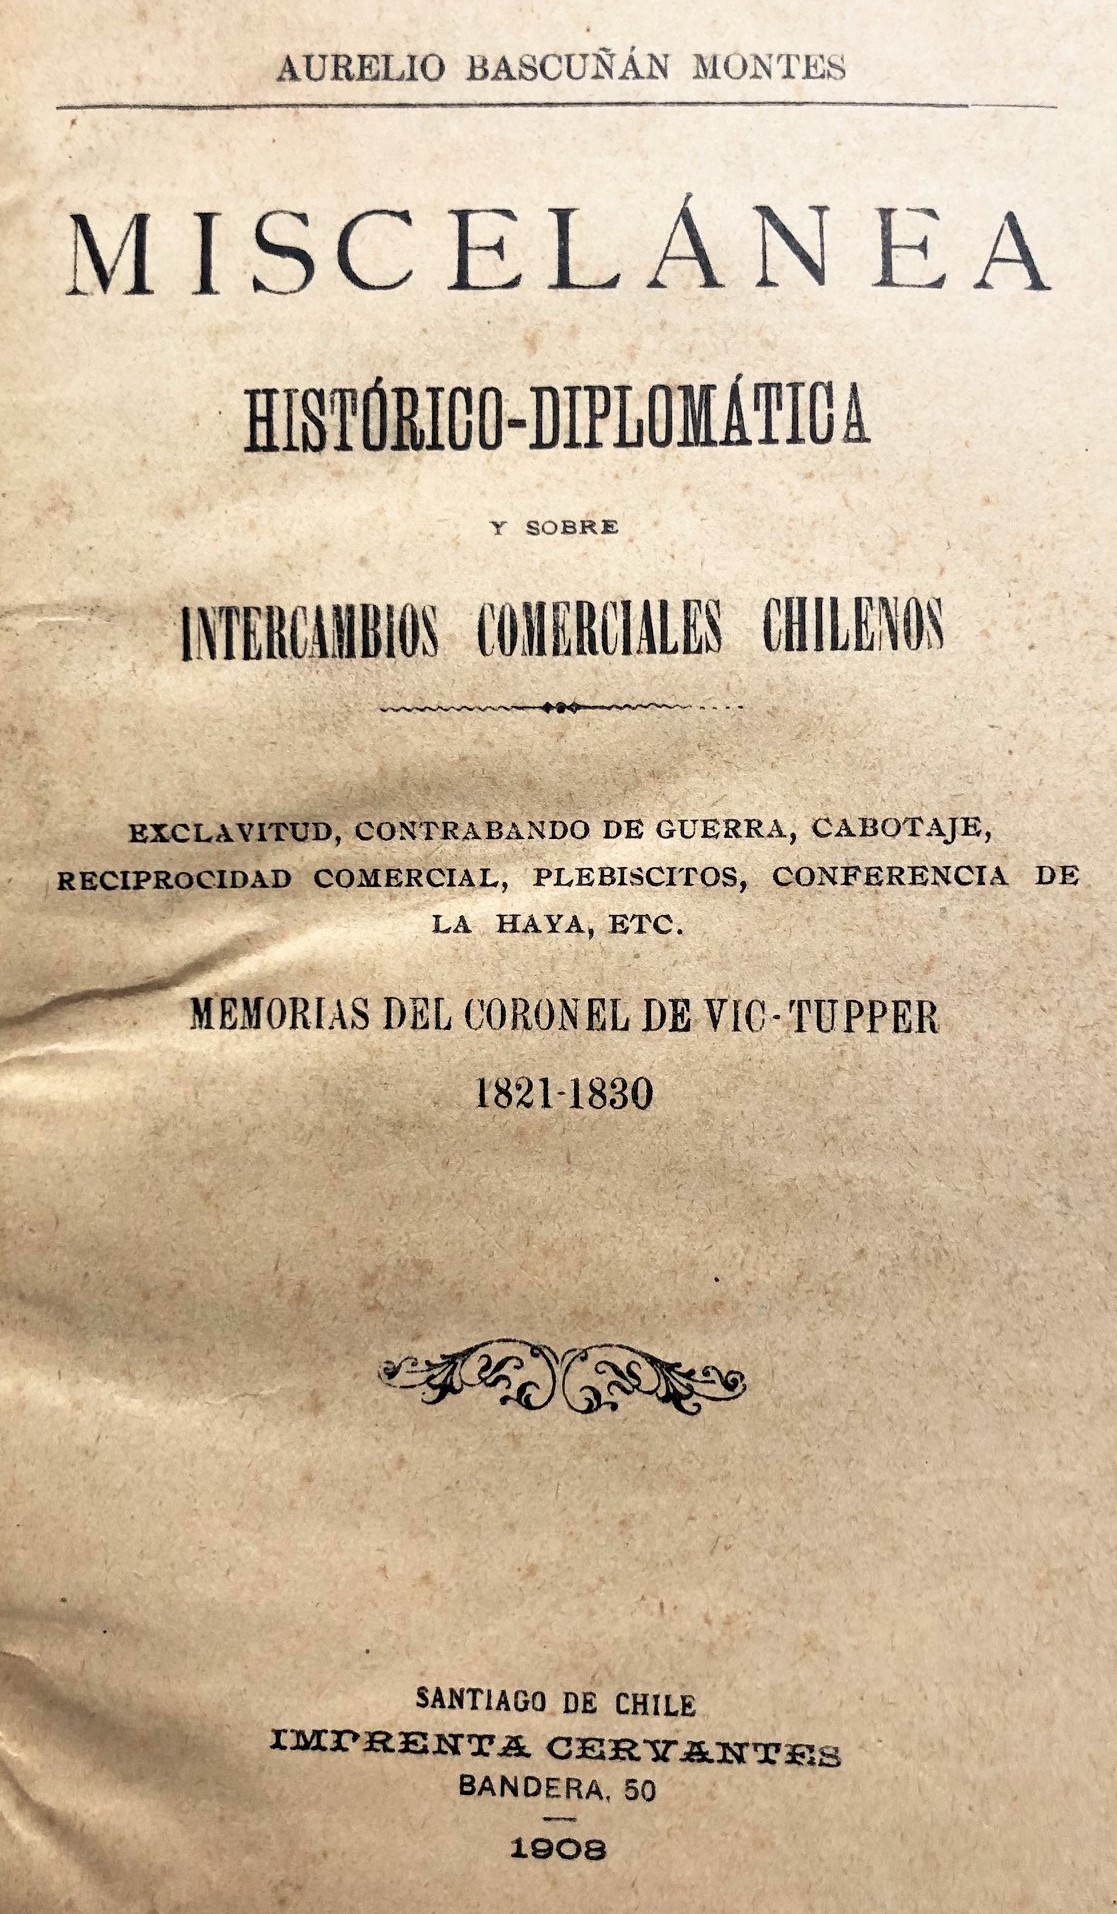 AURELIO BASCUÑÁN MONTES
MISCELÁNEA
HISTÓRICO-DIPLOMÁTICA
Y SOBRE
INTERCAMBIOS COMERCIALES CHILENOS
EXCLAVITUD, CONTRABANDO DE GUERRA, CABOTAJE,
RECIPROCIDAD COMERCIAL, PLEBISCITOS, CONFERENCIA DE
LA HAYA, ETC.
MEMORIAS DEL CORONEL DE VIC-TUPPER
1821-1830
SANTIAGO DE CHILE
IMPRENTA CERVANTES
BANDERA, 50
1908